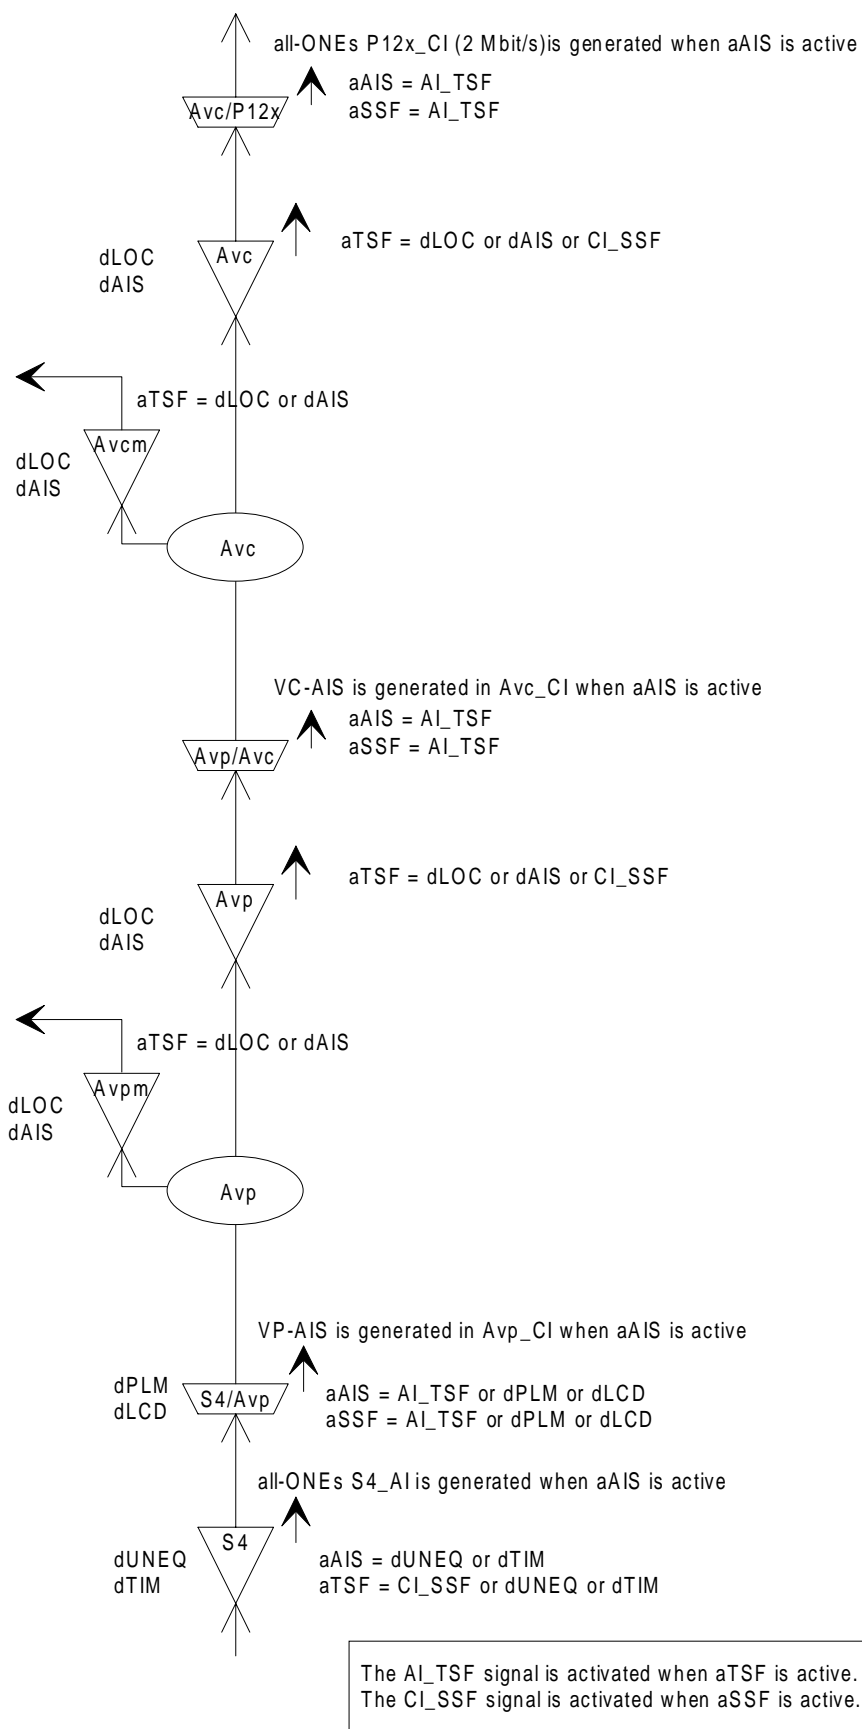 all-ONEs P12x_CI (2 Mbit/s)is generated when aAIS is active
aAIS = AI_TSF
aSSF = AI_TSF
Avc/P12x
aTSF = dLOC or dAIS or CI_SSF
Avc
dLOC
dAIS
aTSF = dLOC or dAIS
Avcm
dLOC
dAIS
Avc
VC-AIS is generated in Avc_CI when aAIS is active
aAIS = AI_TSF
aSSF = AI_TSF
Avp/Avc
aTSF = dLOC or dAIS or CI_SSF
Avp
dLOC
dAIS
aTSF = dLOC or dAIS
Avpm
dLOC
dAIS
Avp
VP-AIS is generated in Avp_CI when aAIS is active
dPLM
dLCD
S4/Avp
aAIS = AI_TSF or dPLM or dLCD
aSSF = AI_TSF or dPLM or dLCD
all-ONEs S4_AI is generated when aAIS is active
S4
dUNEQ
dTIM
aAIS = dUNEQ or dTIM
aTSF = CI_SSF or dUNEQ or dTIM
The AI_TSF signal is activated when aTSF is active.
The CI_SSF signal is activated when aSSF is active.